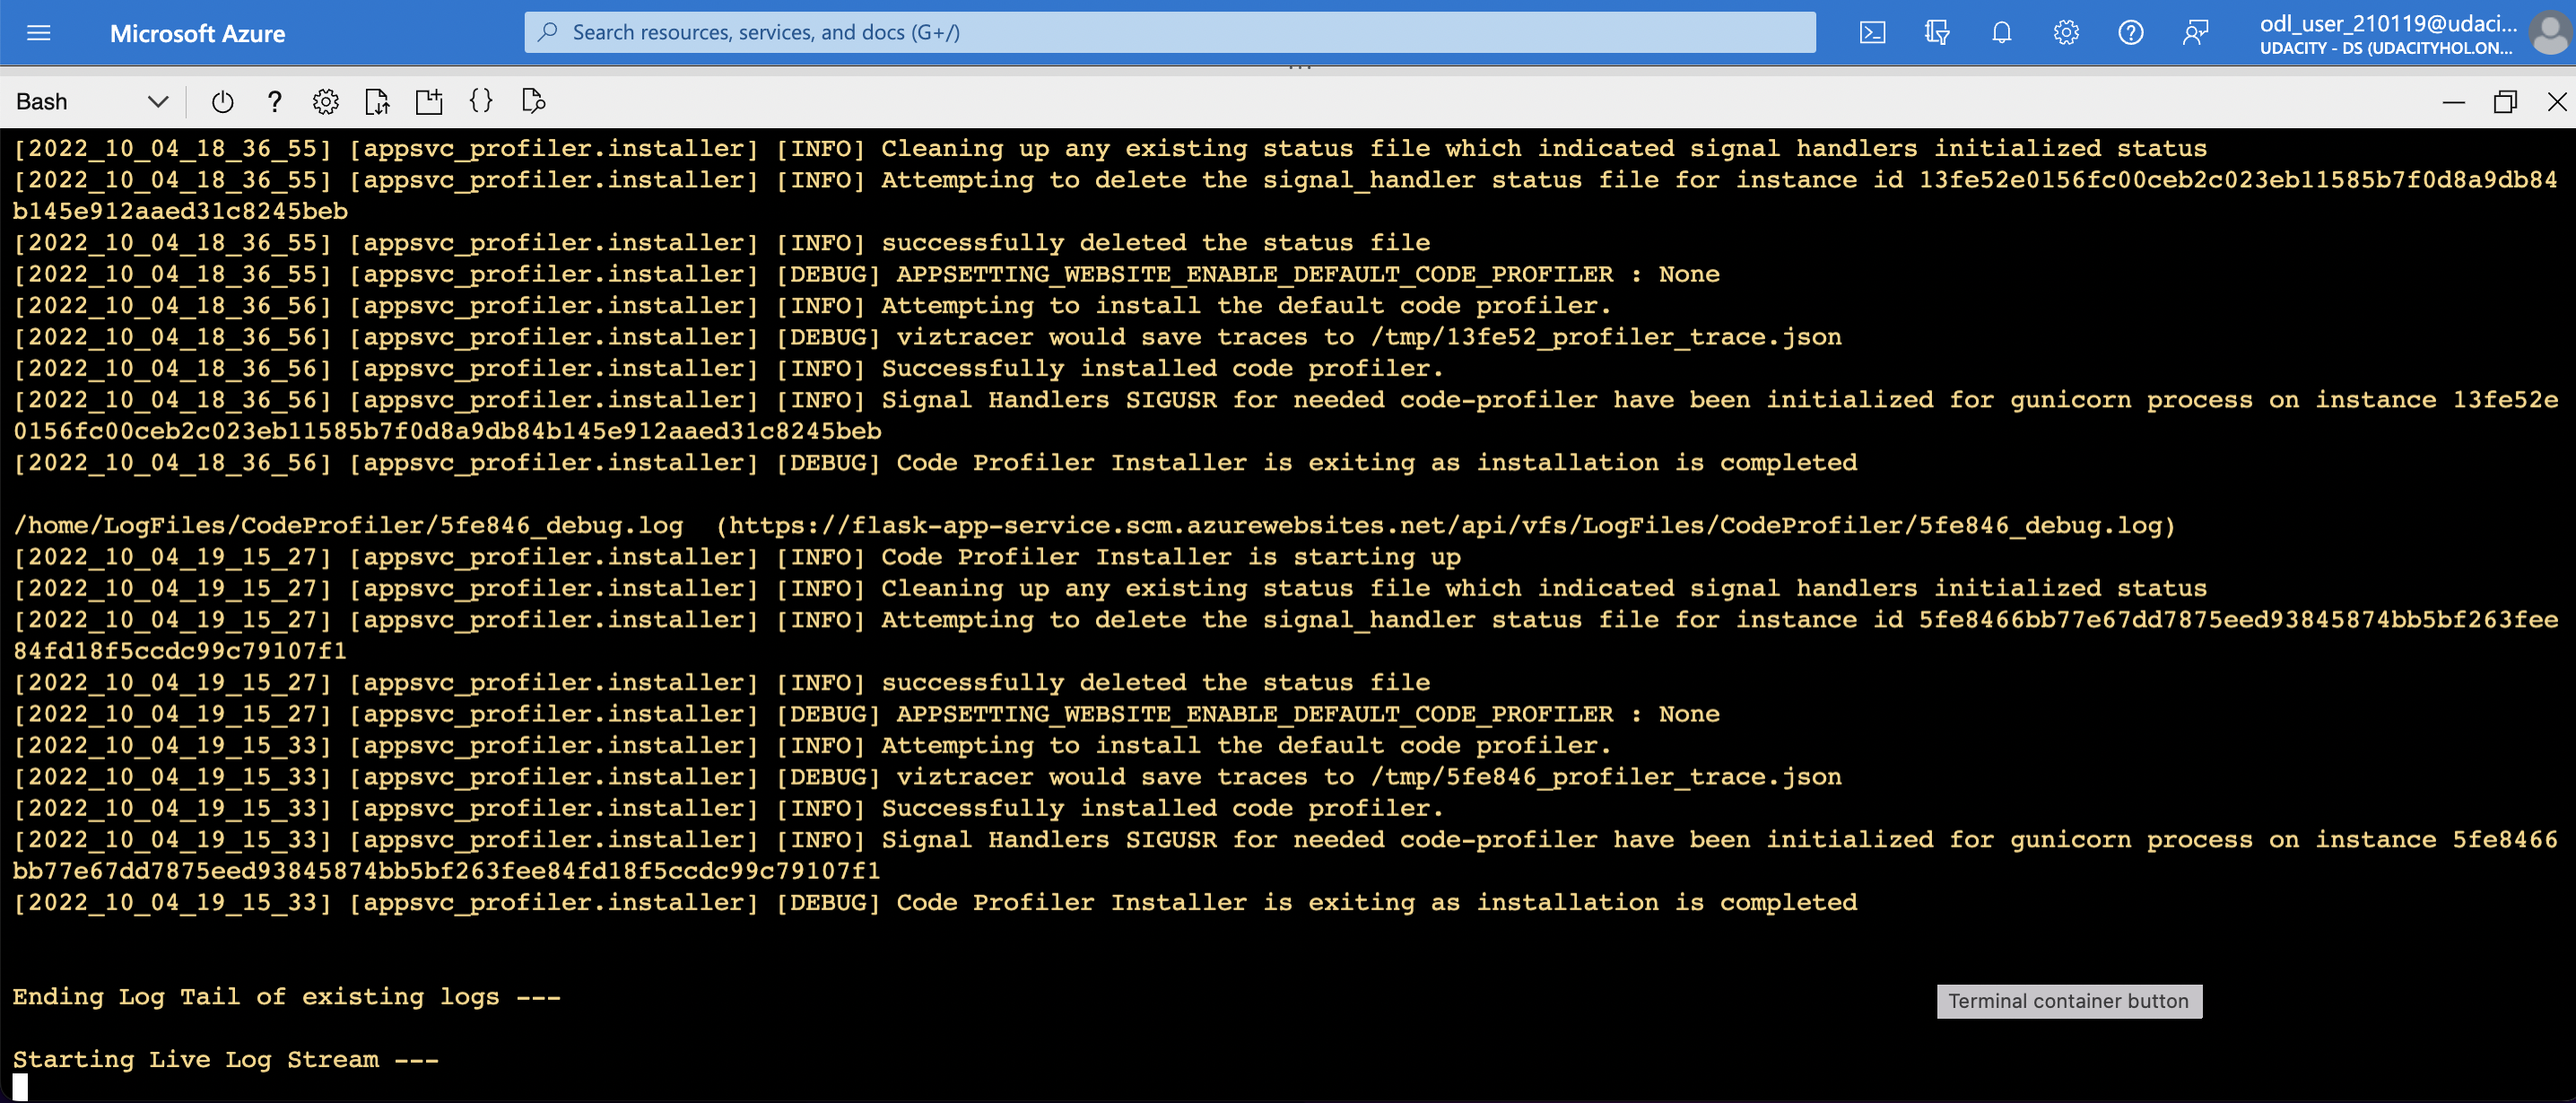 Microsoft Azure
Search resources, services, and docs (G+/)
odl_user_210119@udaci...
UDACITY - DS (UDACITYHOL.ON...
Bash
[2022_10_04_18_36_55] [appsvc_profiler.installer] [INFO] Cleaning up any existing status file which indicated signal handlers initialized status
[2022_10_04_18_36_55] [appsvc_profiler.installer] [INFO] Attempting to delete the signal_handler status file for instance id 13fe52e0156fc00ceb2c023eb11585b7f0d8a9db84
b145e912aaed31c8245beb
[2022_10_04_18_36_55] [appsvc_profiler.installer] [INFO] successfully deleted the status file
[2022_10_04_18_36_55] [appsvc_profiler.installer] [DEBUG] APPSETTING_WEBSITE_ENABLE_DEFAULT_CODE_PROFILER : None
[2022_10_04_18_36_56] [appsvc_profiler.installer] [INFO] Attempting to install the default code profiler.
[2022_10_04_18_36_56] [appsvc_profiler.installer] [DEBUG] viztracer would save traces to /tmp/13fe52_profiler_trace.json
[2022_10_04_18_36_56] [appsvc_profiler.installer] [INFO] Successfully installed code profiler.
[2022_10_04_18_36_56] [appsvc_profiler.installer] [INFO] Signal Handlers SIGUSR for needed code-profiler have been initialized for gunicorn process on instance 13fe52e
0156fc00ceb2c023eb11585b7f0d8a9db84b145e912aaed31c8245beb
[2022_10_04_18_36_56] [appsvc_profiler.installer] [DEBUG] Code Profiler Installer is exiting as installation is completed
/home/LogFiles/CodeProfiler/5fe846_debug.log  (https://flask-app-service.scm.azurewebsites.net/api/vfs/LogFiles/CodeProfiler/5fe846_debug.log)
[2022_10_04_19_15_27] [appsvc_profiler.installer] [INFO] Code Profiler Installer is starting up
[2022_10_04_19_15_27] [appsvc_profiler.installer] [INFO] Cleaning up any existing status file which indicated signal handlers initialized status
[2022_10_04_19_15_27] [appsvc_profiler.installer] [INFO] Attempting to delete the signal_handler status file for instance id 5fe8466bb77e67dd7875eed93845874bb5bf263fee
84fd18f5ccdc99c79107f1
[2022_10_04_19_15_27] [appsvc_profiler.installer] [INFO] successfully deleted the status file
[2022_10_04_19_15_27] [appsvc_profiler.installer] [DEBUG] APPSETTING_WEBSITE_ENABLE_DEFAULT_CODE_PROFILER : None
[2022_10_04_19_15_33] [appsvc_profiler.installer] [INFO] Attempting to install the default code profiler.
[2022_10_04_19_15_33] [appsvc_profiler.installer] [DEBUG] viztracer would save traces to /tmp/5fe846_profiler_trace.json
[2022_10_04_19_15_33] [appsvc_profiler.installer] [INFO] Successfully installed code profiler.
[2022_10_04_19_15_33] [appsvc_profiler.installer] [INFO] Signal Handlers SIGUSR for needed code-profiler have been initialized for gunicorn process on instance 5fe8466
bb77e67dd7875eed93845874bb5bf263fee84fd18f5ccdc99c79107f1
[2022_10_04_19_15_33] [appsvc_profiler.installer] [DEBUG] Code Profiler Installer is exiting as installation is completed
Ending Log Tail of existing logs ---
Terminal container button
Starting Live Log Stream ---